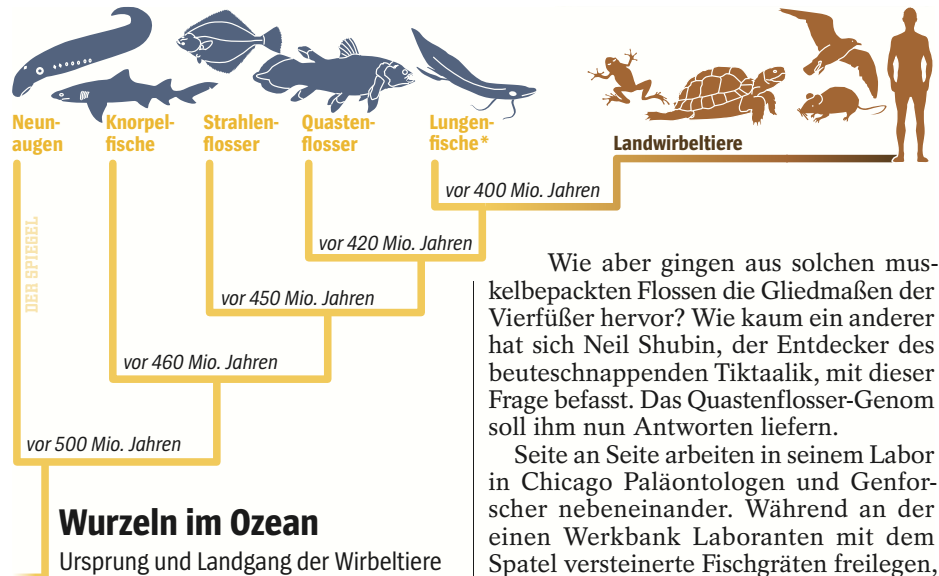 Neun-
augen
Knorpel-
fische
Strahlen-
flosser
Quasten-
flosser
Lungen-
fische*
Landwirbeltiere
vor 400 Mio. Jahren
vor 420 Mio. Jahren
vor 450 Mio. Jahren
vor 460 Mio. Jahren
vor 500 Mio. Jahren
DER SPIEGEL
Wurzeln im Ozean
Ursprung und Landgang der Wirbeltiere
Wie aber gingen aus solchen mus-
kelbepackten Flossen die Gliedmaßen der
Vierfüßer hervor? Wie kaum ein anderer
hat sich Neil Shubin, der Entdecker des
beuteschnappenden Tiktaalik, mit dieser
Frage befasst. Das Quastenflosser-Genom
soll ihm nun Antworten liefern.
Seite an Seite arbeiten in seinem Labor
in Chicago Paläontologen und Genfor-
scher nebeneinander. Während an der
einen Werkbank Laboranten mit dem
Spatel versteinerte Fischgräten freilegen,